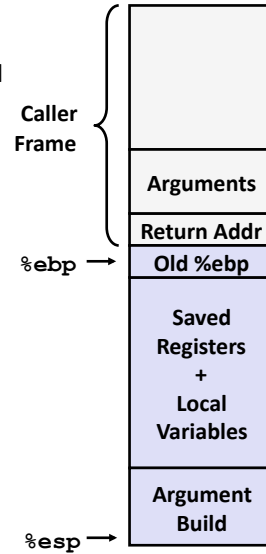 Caller
Frame
Arguments
Return Addr
%ebp
Old %ebp
Saved
Registers
+
Local
Variables
Argument
Build
%esp